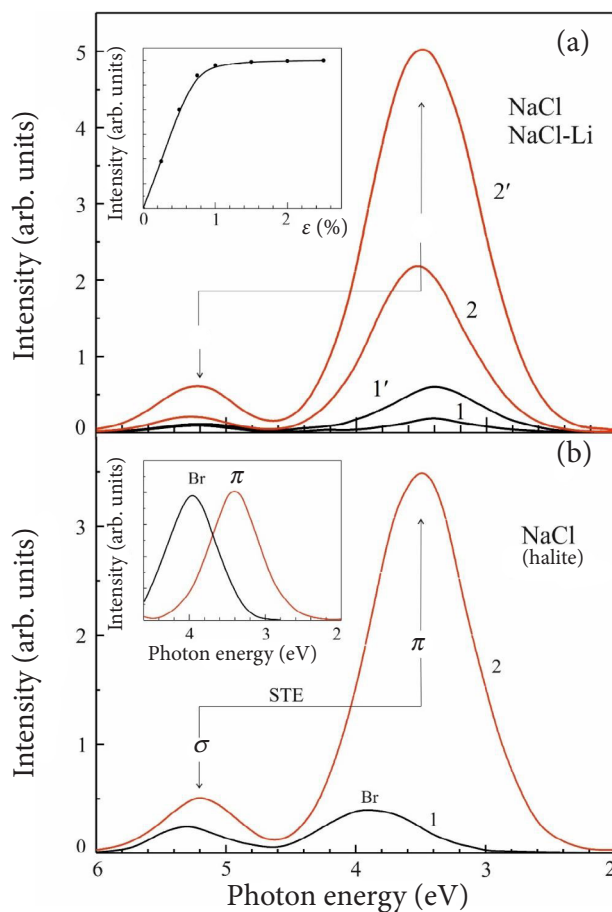 (a)
NaCl
NaCl-Li
Intensity (arb. units)
5
4
3
2
1
0
Intensity (arb. units)
0 1 2
ε (%)
2′
2
1′
1
(b)
NaCl
(halite)
Intensity (arb. units)
3
2
1
0
Intensity (arb. units)
Br π
4 3 2
Photon energy (eV)
π
2
STE
σ
Br
1
6 5 4 3 2
Photon energy (eV)